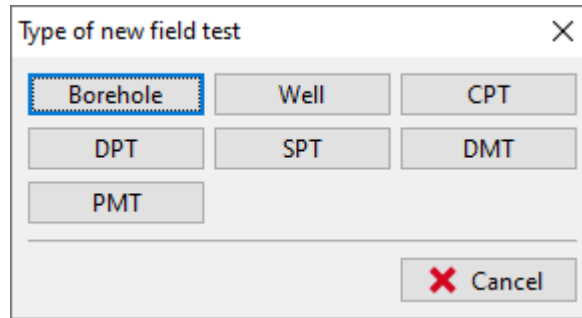 Type of new field test
Borehole Well CPT
DPT SPT DMT
PMT
Cancel